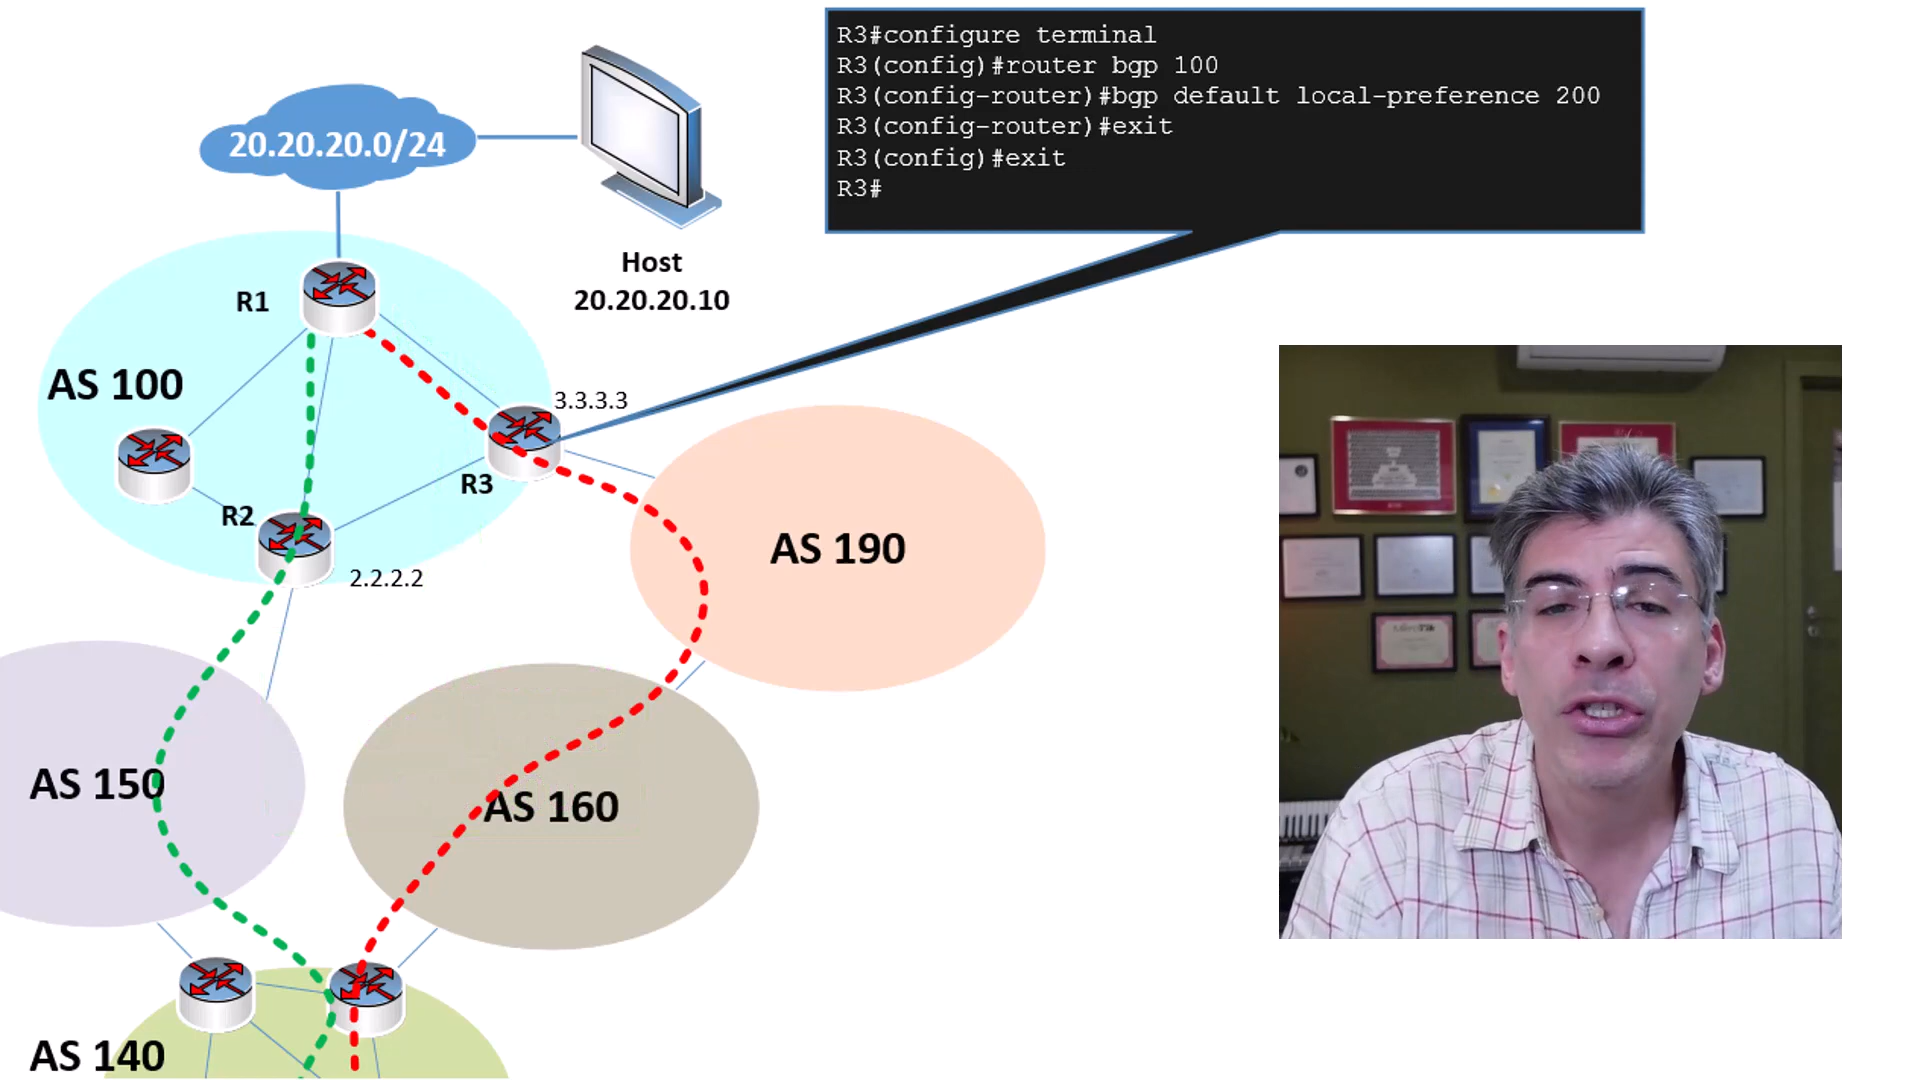 R3#configure terminal
R3(config)#router bgp 100
R3(config-router)#bgp default local-preference 200
R3(config-router)#exit
R3(config)#exit
R3#
20.20.20.0/24
Host
20.20.20.10
R1
AS 100
3.3.3.3
R3
R2
2.2.2.2
AS 190
AS 150
AS 160
AS 140